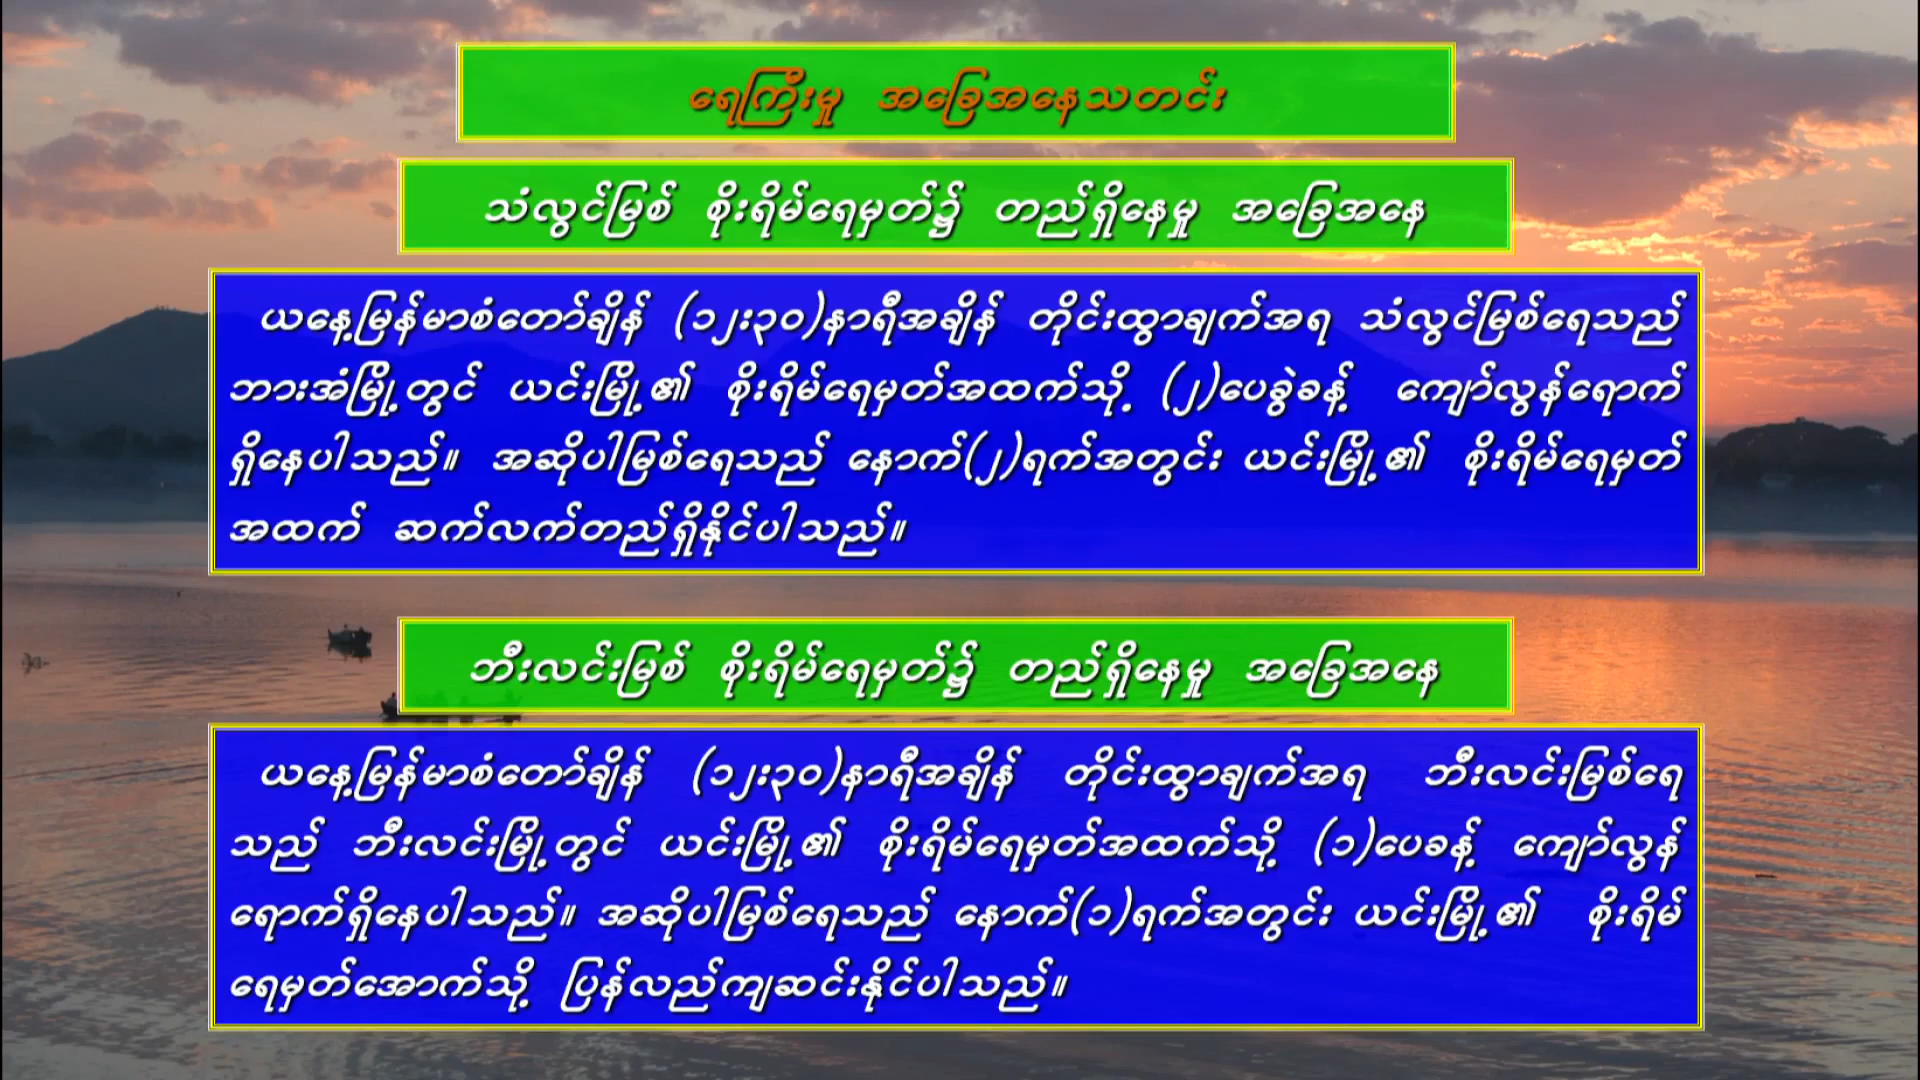 ရေကြီးမှု အခြေအနေသတင်း
သံလွင်မြစ် စိုးရိမ်ရေမှတ်၌ တည်ရှိနေမှု အခြေအနေ
ယနေ့မြန်မာစံတော်ချိန် (၁၂း၃၀)နာရီအချိန် တိုင်းထွာချက်အရ သံလွင်မြစ်ရေသည်
ဘားအံမြို့တွင် ယင်းမြို့၏ စိုးရိမ်ရေမှတ်အထက်သို့ (၂)ပေခွဲခန့် ကျော်လွန်ရောက်
ရှိနေပါသည်။ အဆိုပါမြစ်ရေသည် နောက်(၂)ရက်အတွင်း ယင်းမြို့၏ စိုးရိမ်ရေမှတ်
အထက် ဆက်လက်တည်ရှိနိုင်ပါသည်။
ဘီးလင်းမြစ် စိုးရိမ်ရေမှတ်၌ တည်ရှိနေမှု အခြေအနေ
ယနေ့မြန်မာစံတော်ချိန် (၁၂း၃၀)နာရီအချိန် တိုင်းထွာချက်အရ ဘီးလင်းမြစ်ရေ
သည် ဘီးလင်းမြို့တွင် ယင်းမြို့၏ စိုးရိမ်ရေမှတ်အထက်သို့ (၁)ပေခန့် ကျော်လွန်
ရောက်ရှိနေပါသည်။ အဆိုပါမြစ်ရေသည် နောက်(၁)ရက်အတွင်း ယင်းမြို့၏ စိုးရိမ်
ရေမှတ်အောက်သို့ ပြန်လည်ကျဆင်းနိုင်ပါသည်။